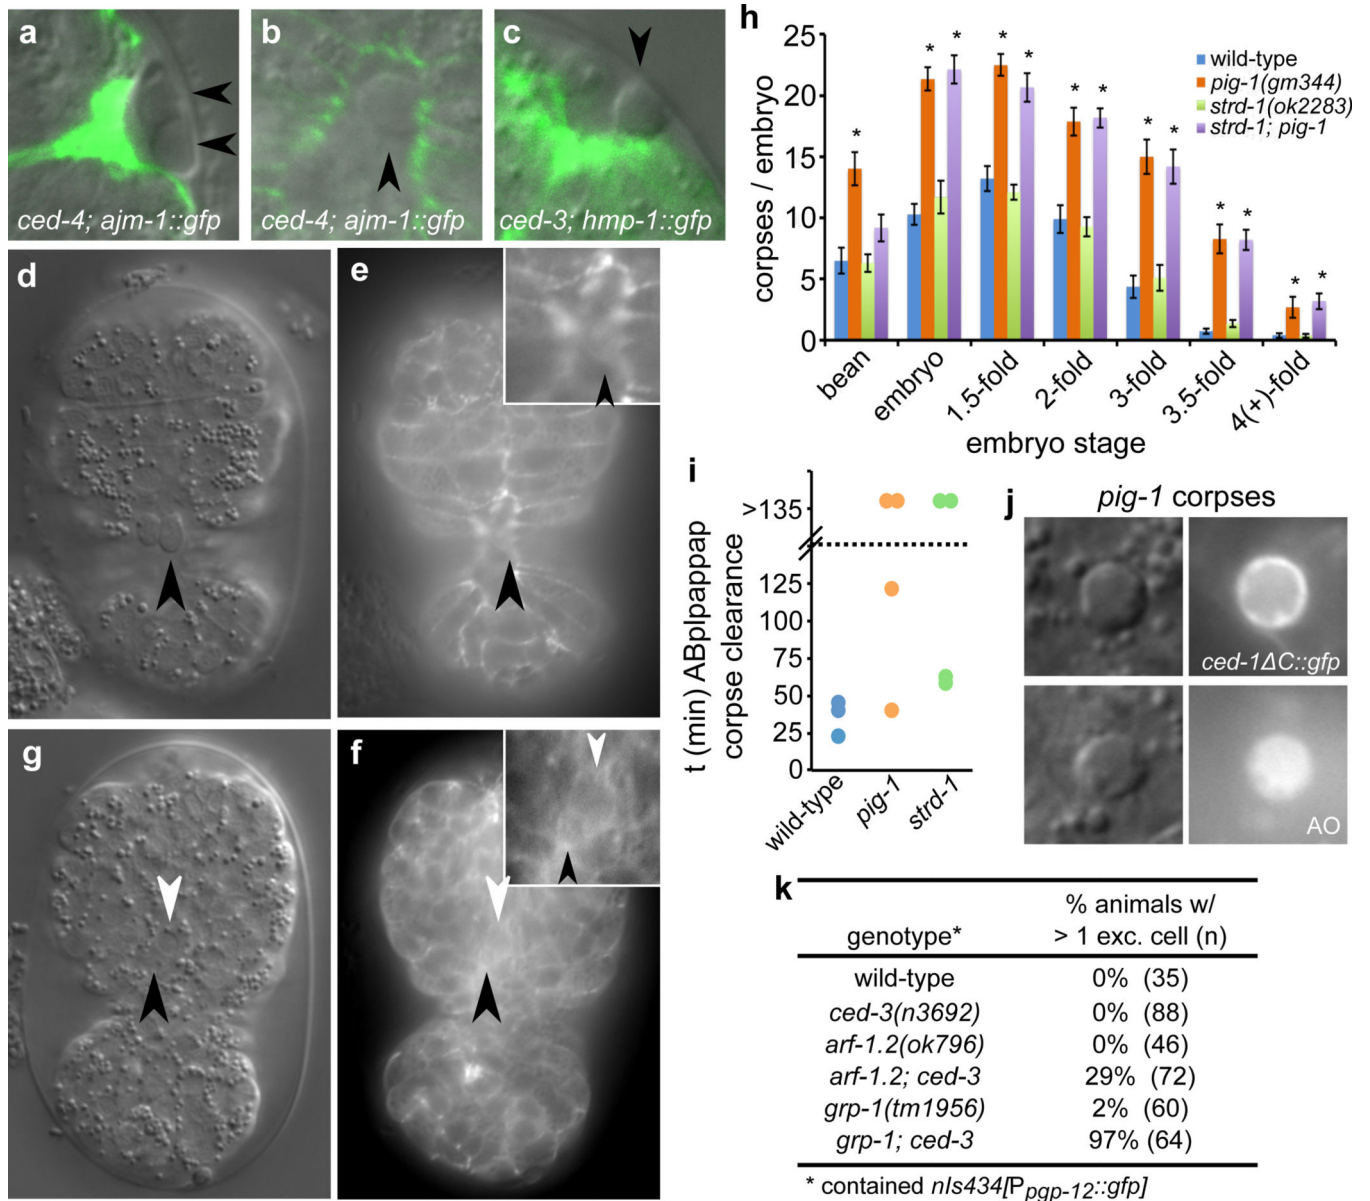 a
ced-4; ajm-1::gfp
b
ced-4; ajm-1::gfp
c
ced-3; hmp-1::gfp
d
e
g
f
h
corpses / embryo
25
20
15
10
5
0
wild-type
pig-1(gm344)
strd-1(ok2283)
strd-1; pig-1
* * * * * * * * * * * * *
bean
embryo
1.5-fold
2-fold
3-fold
3.5-fold
4(+)-fold
embryo stage
i
t (min) ABplpappap
corpse clearance
>135
125
100
75
50
25
0
wild-type
pig-1
strd-1
j
pig-1 corpses
ced-1ΔC::gfp
AO
k
genotype* % animals w/
> 1 exc. cell (n)
wild-type 0% (35)
ced-3(n3692) 0% (88)
arf-1.2(ok796) 0% (46)
arf-1.2; ced-3 29% (72)
grp-1(tm1956) 2% (60)
grp-1; ced-3 97% (64)
* contained nIs434[Ppgp-12::gfp]